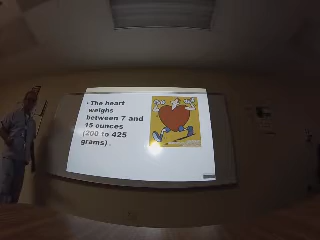 • The heart
weighs
between 7 and
15 ounces
(200 to 425
grams).